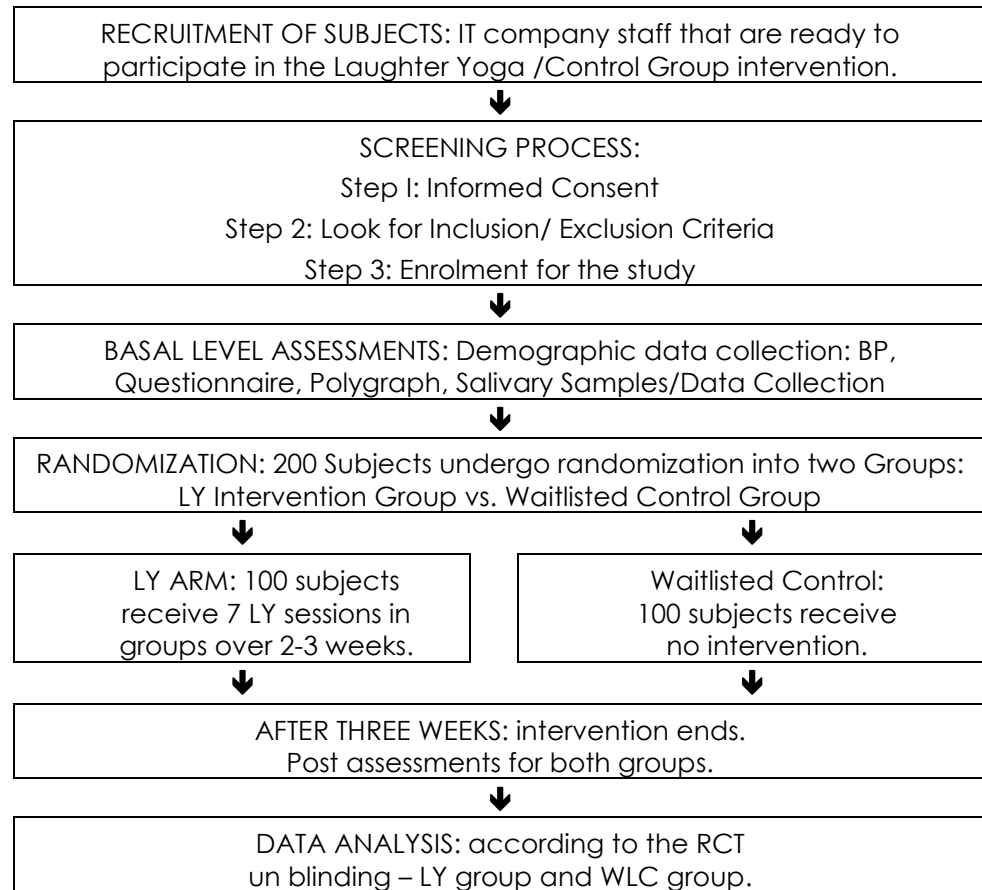 RECRUITMENT OF SUBJECTS: IT company staff that are ready to
participate in the Laughter Yoga /Control Group intervention.
SCREENING PROCESS:
Step I: Informed Consent
Step 2: Look for Inclusion/ Exclusion Criteria
Step 3: Enrolment for the study
BASAL LEVEL ASSESSMENTS: Demographic data collection: BP,
Questionnaire, Polygraph, Salivary Samples/Data Collection
RANDOMIZATION: 200 Subjects undergo randomization into two Groups:
LY Intervention Group vs. Waitlisted Control Group
LY ARM: 100 subjects
receive 7 LY sessions in
groups over 2-3 weeks.
Waitlisted Control:
100 subjects receive
no intervention.
AFTER THREE WEEKS: intervention ends.
Post assessments for both groups.
DATA ANALYSIS: according to the RCT
un blinding – LY group and WLC group.